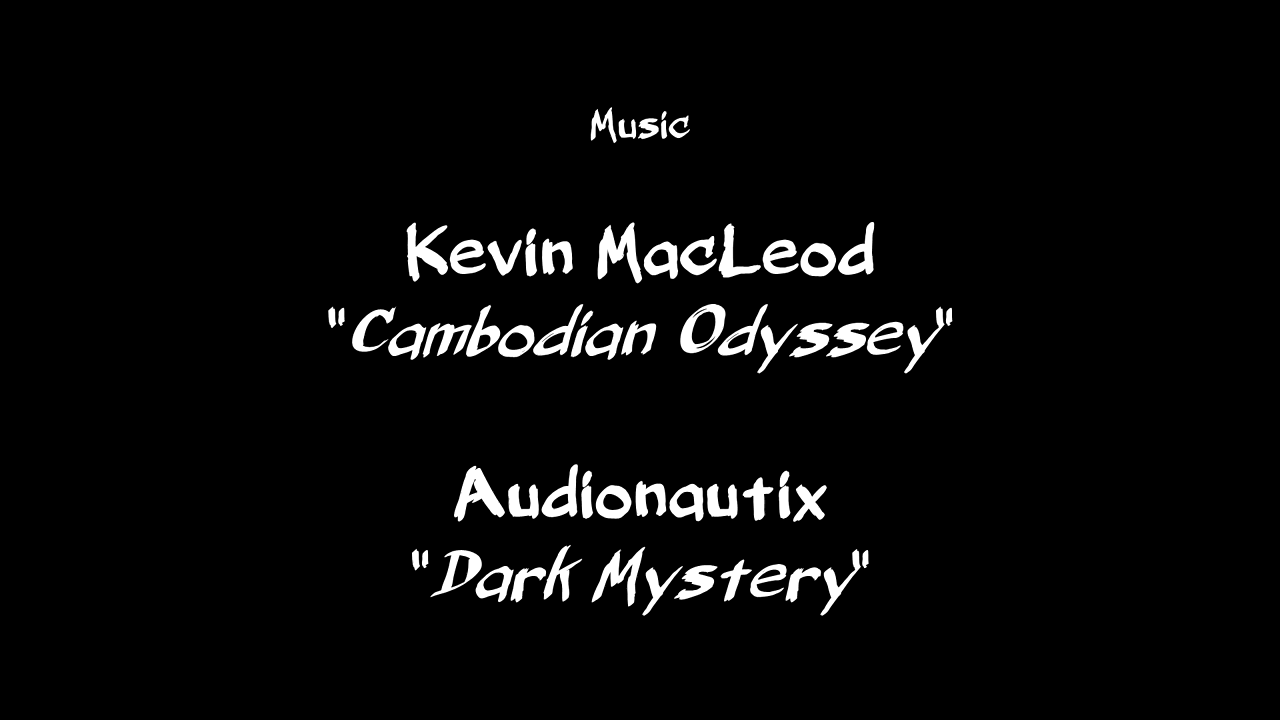 Music
Kevin MacLeod
"Cambodian Odyssey"
Audionautix
"Dark Mystery"